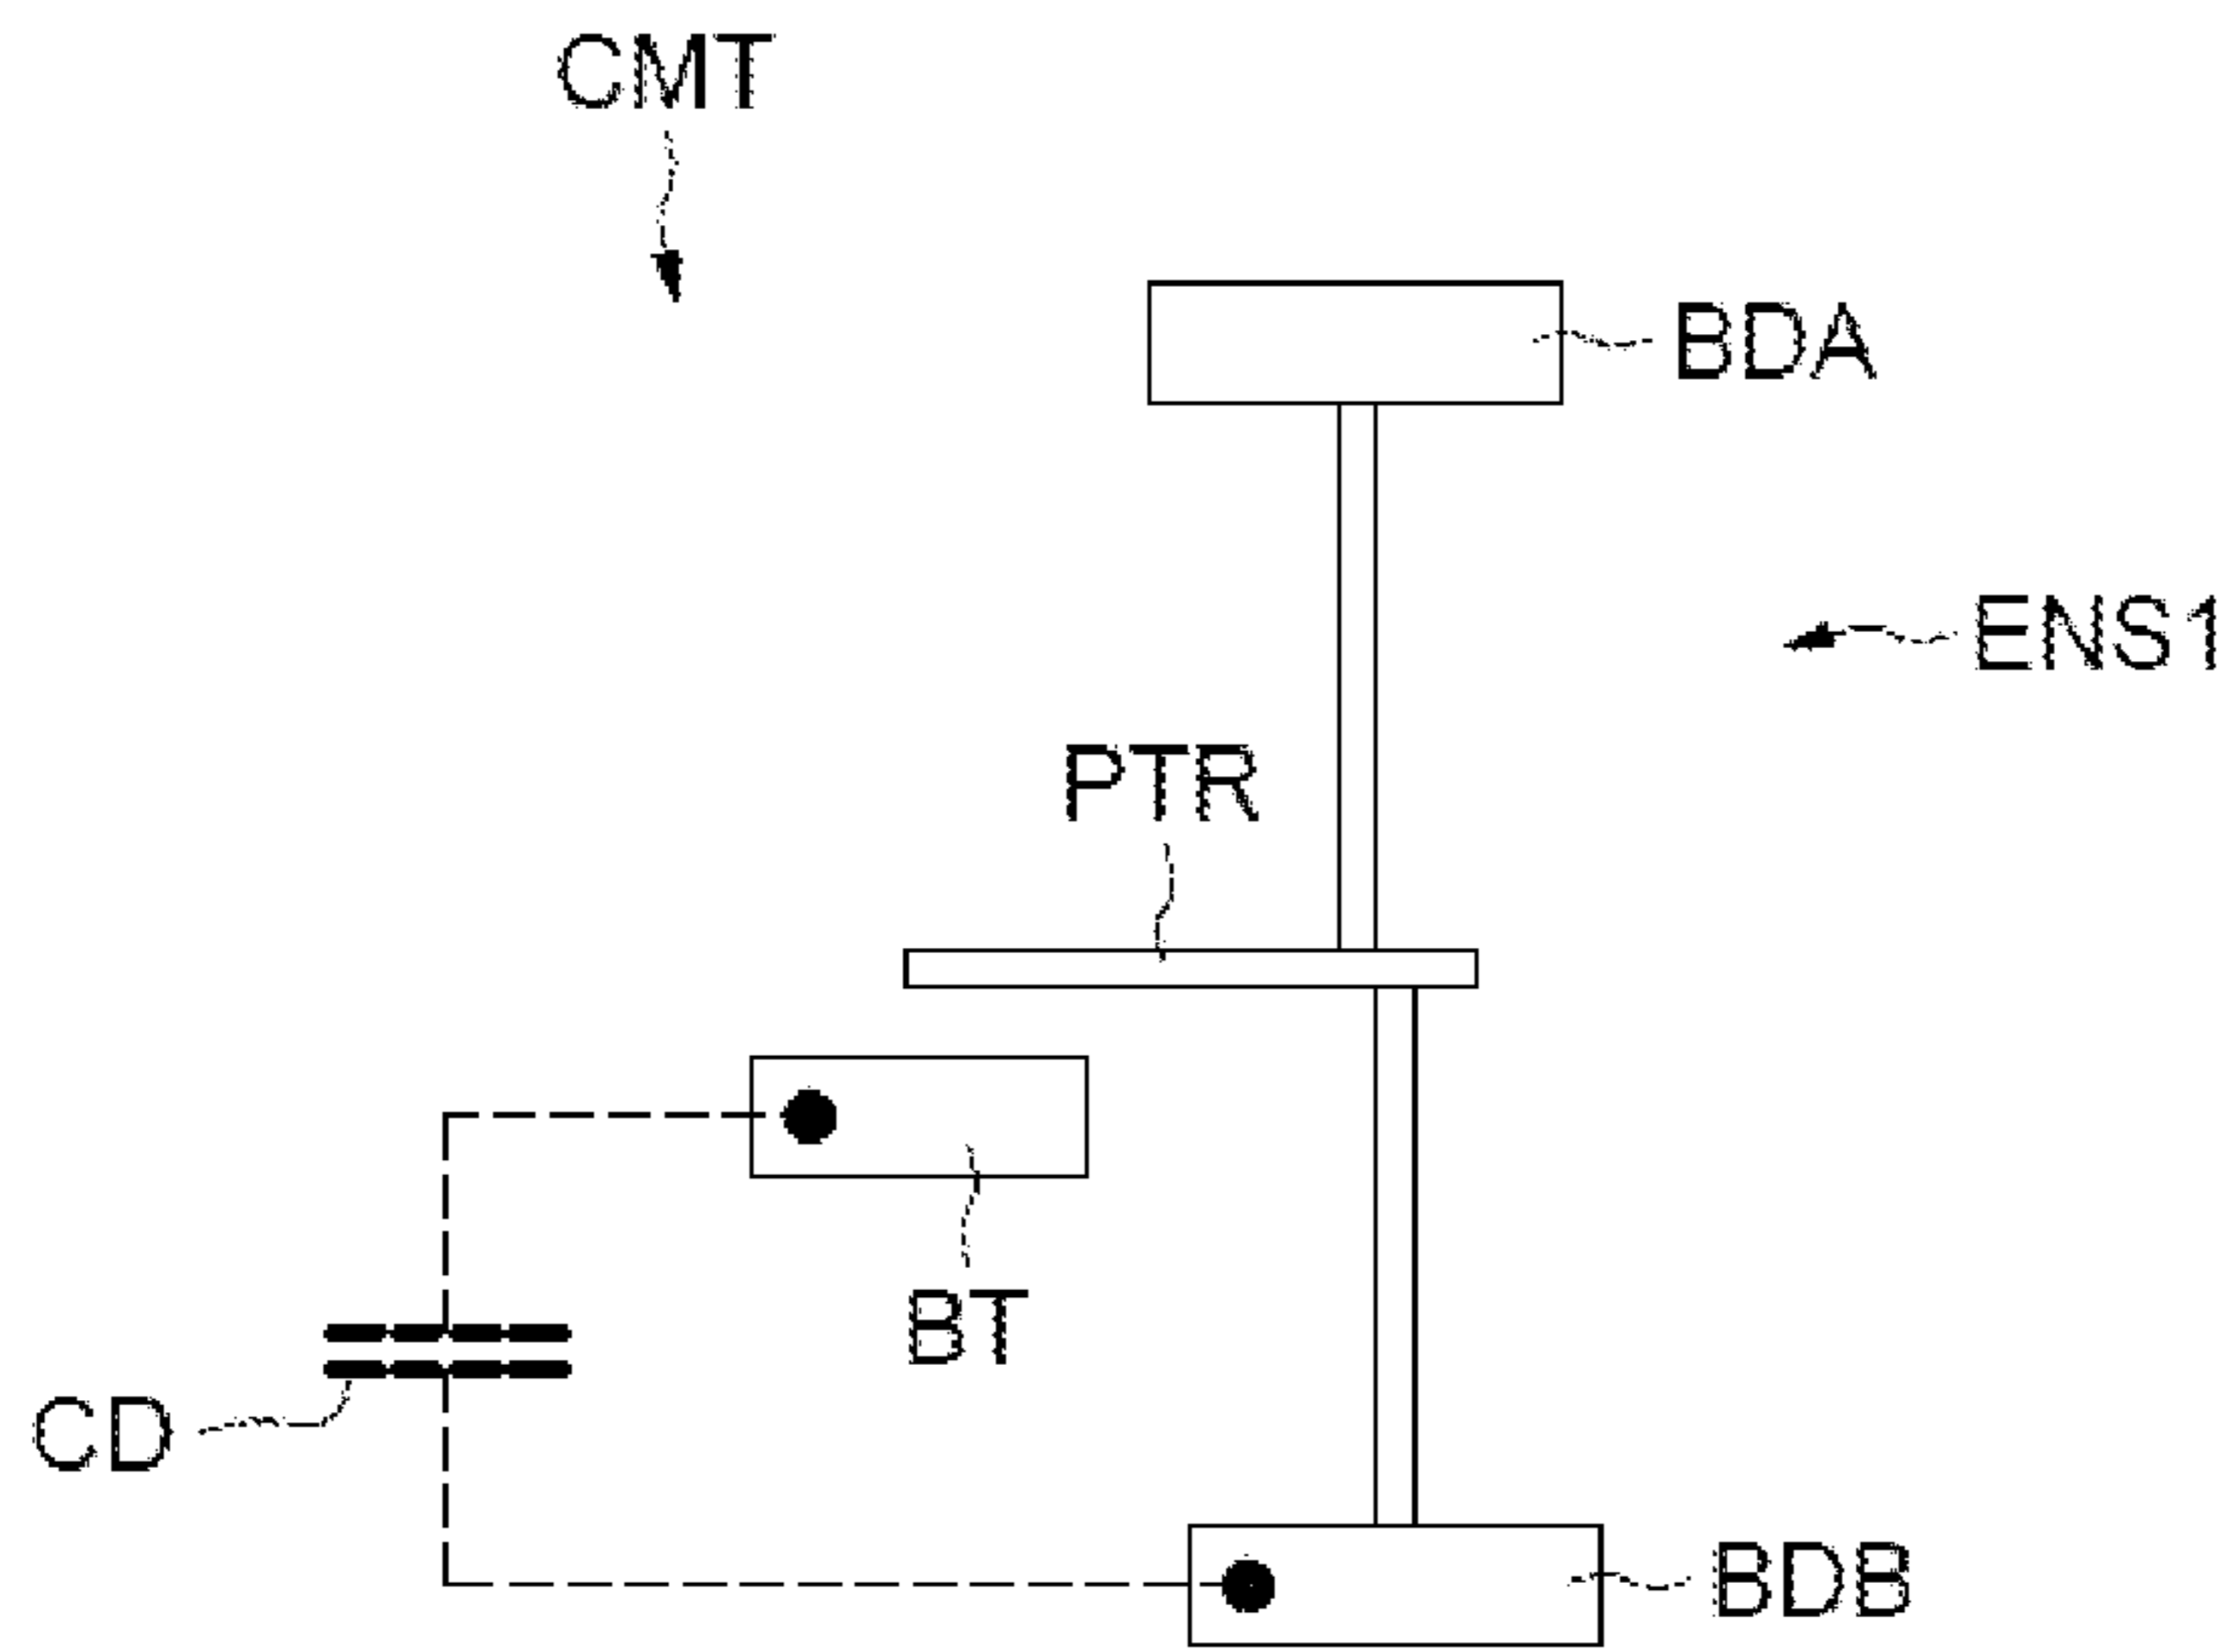 CMT
BDA
ENS1
PTR
BT
CD
BDB